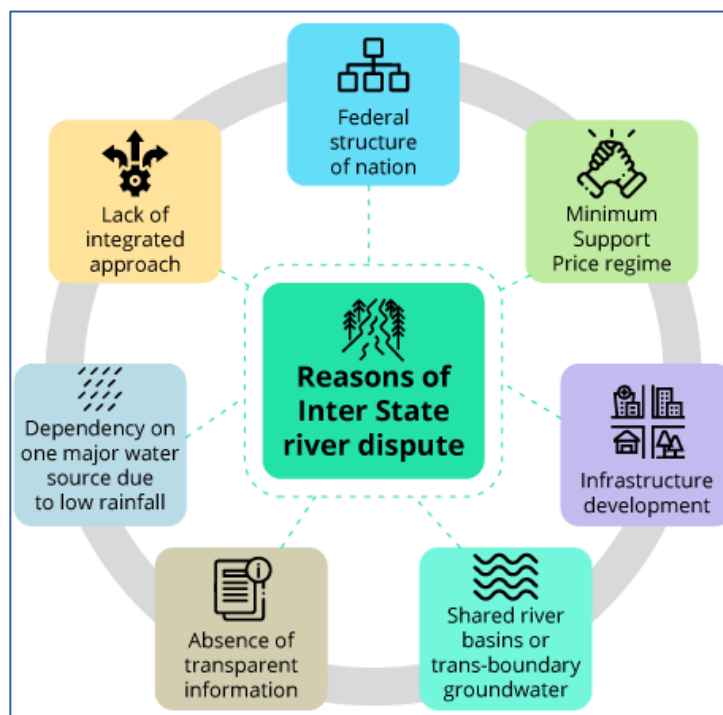 Federal
structure
of nation
Minimum
Support
Price regime
Infrastructure
development
Shared river
basins or
trans-boundary
groundwater
Absence of
transparent
information
Dependency on
one major water
source due
to low rainfall
Lack of
integrated
approach
Reasons of
Inter State
river dispute